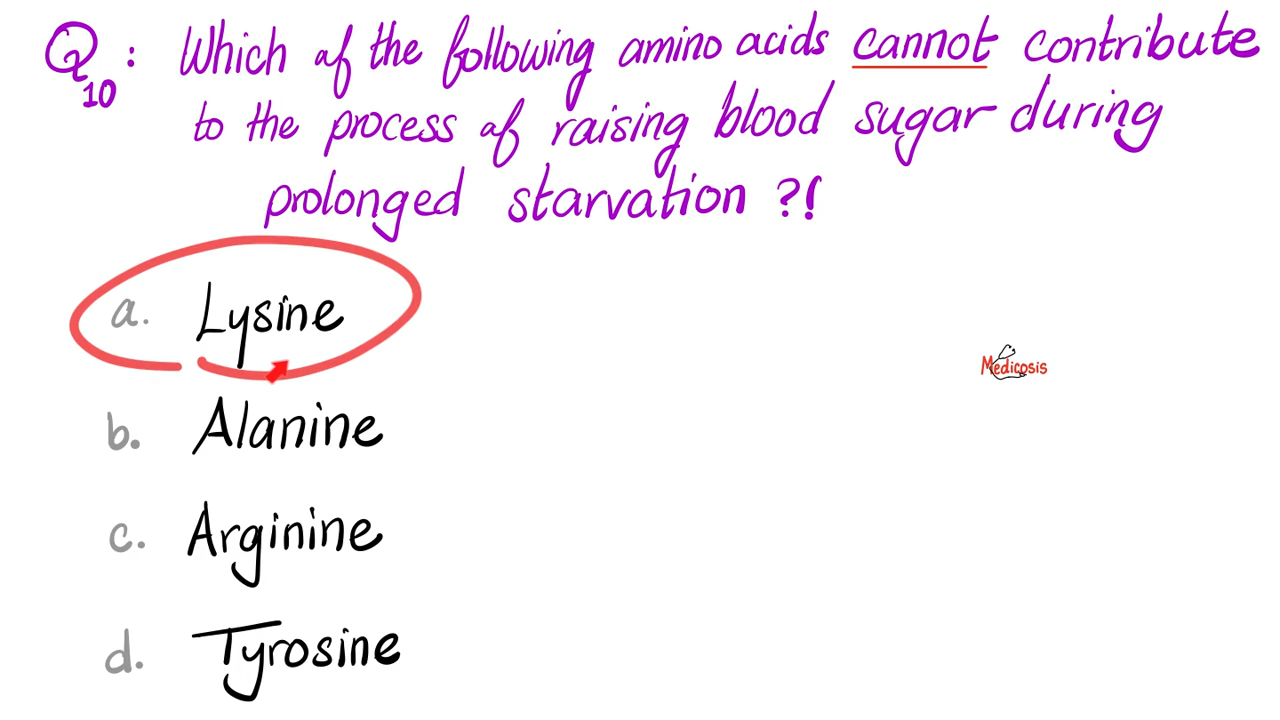 Q10: Which of the following amino acids cannot contribute
to the process of raising blood sugar during
prolonged starvation ?!
a. Lysine
Medicosis
b. Alanine
c. Arginine
d. Tyrosine